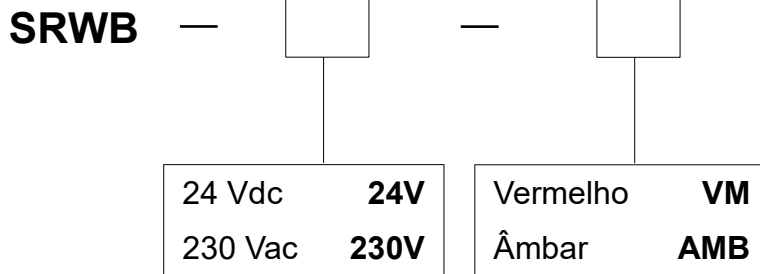 SRWB — —
24 Vdc 24V Vermelho VM
230 Vac 230V Âmbar AMB